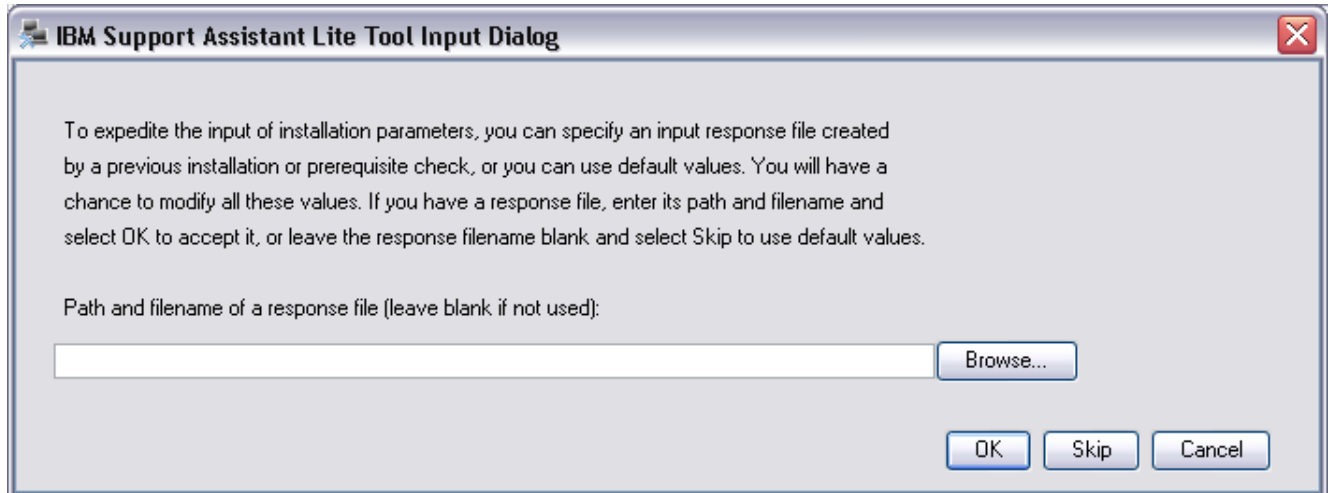 IBM Support Assistant Lite Tool Input Dialog
To expedite the input of installation parameters, you can specify an input response file created
by a previous installation or prerequisite check, or you can use default values. You will have a
chance to modify all these values. If you have a response file, enter its path and filename and
select OK to accept it, or leave the response filename blank and select Skip to use default values.
Path and filename of a response file (leave blank if not used):
Browse...
OK Skip Cancel